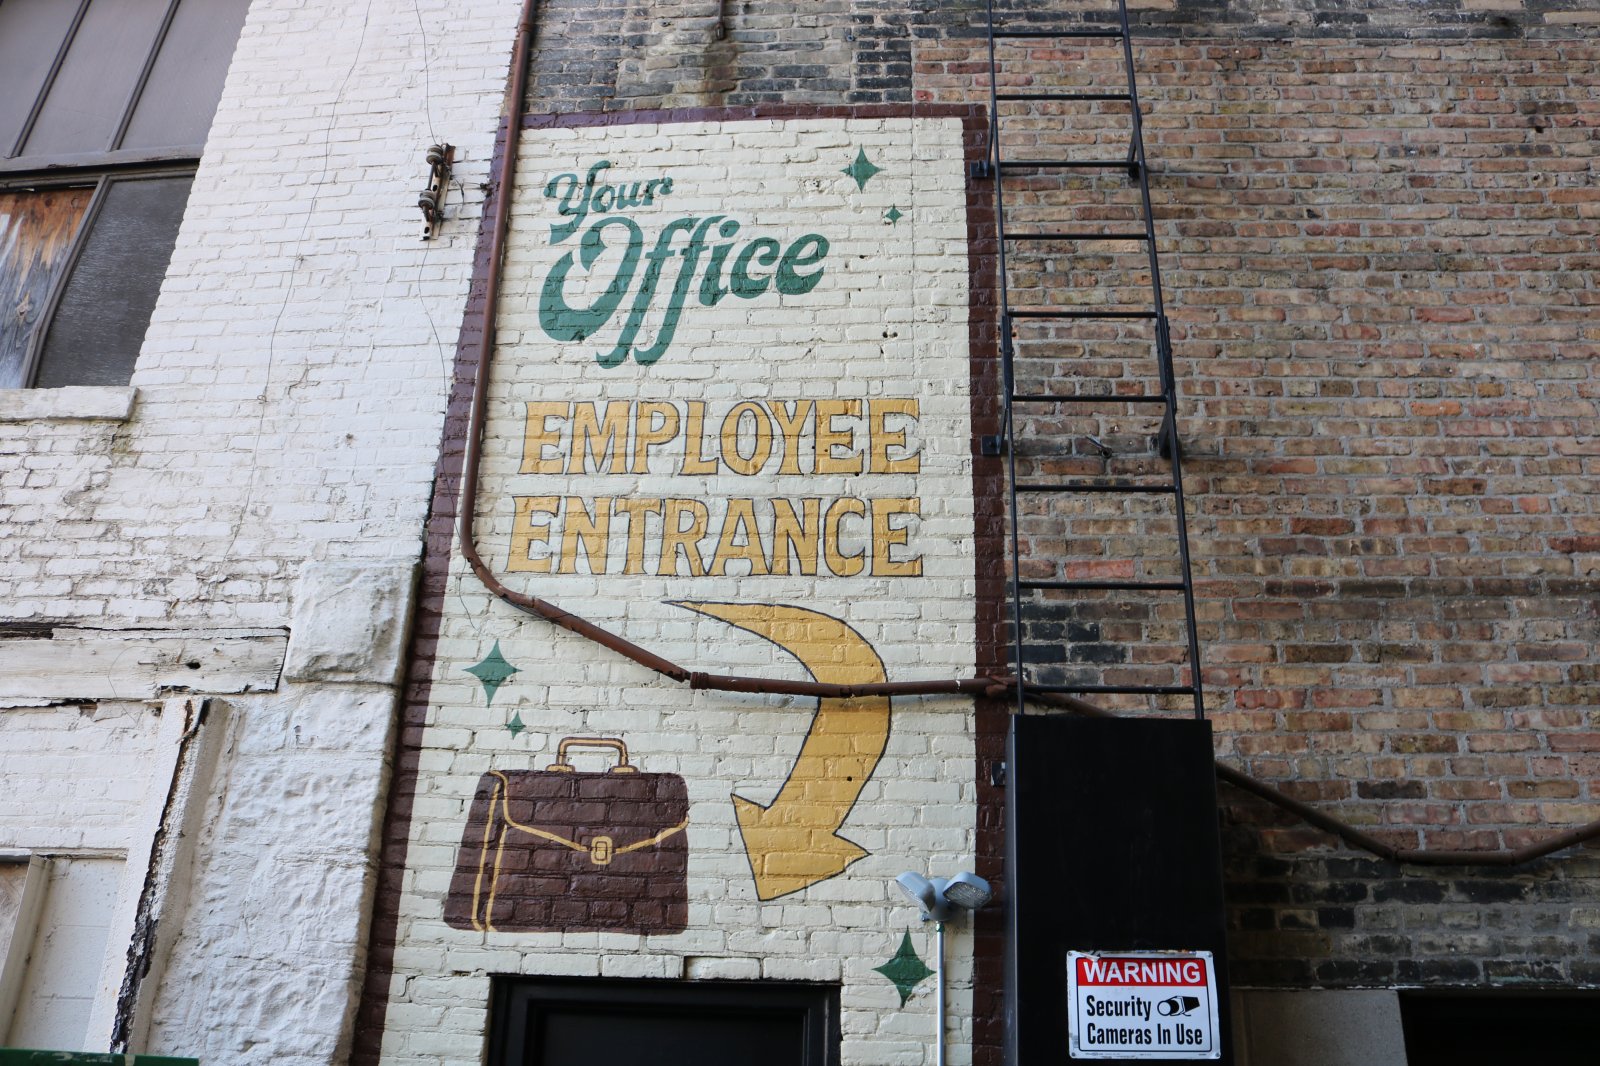 Your
Office
EMPLOYEE
ENTRANCE
WARNING
Security
Cameras In Use